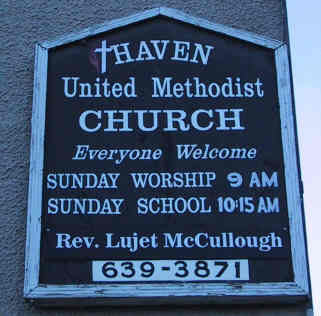 HAVEN
United Methodist
CHURCH
Everyone Welcome
SUNDAY WORSHIP 9 AM
SUNDAY SCHOOL 10:15 AM
Rev. Lujet McCullough
639-3871